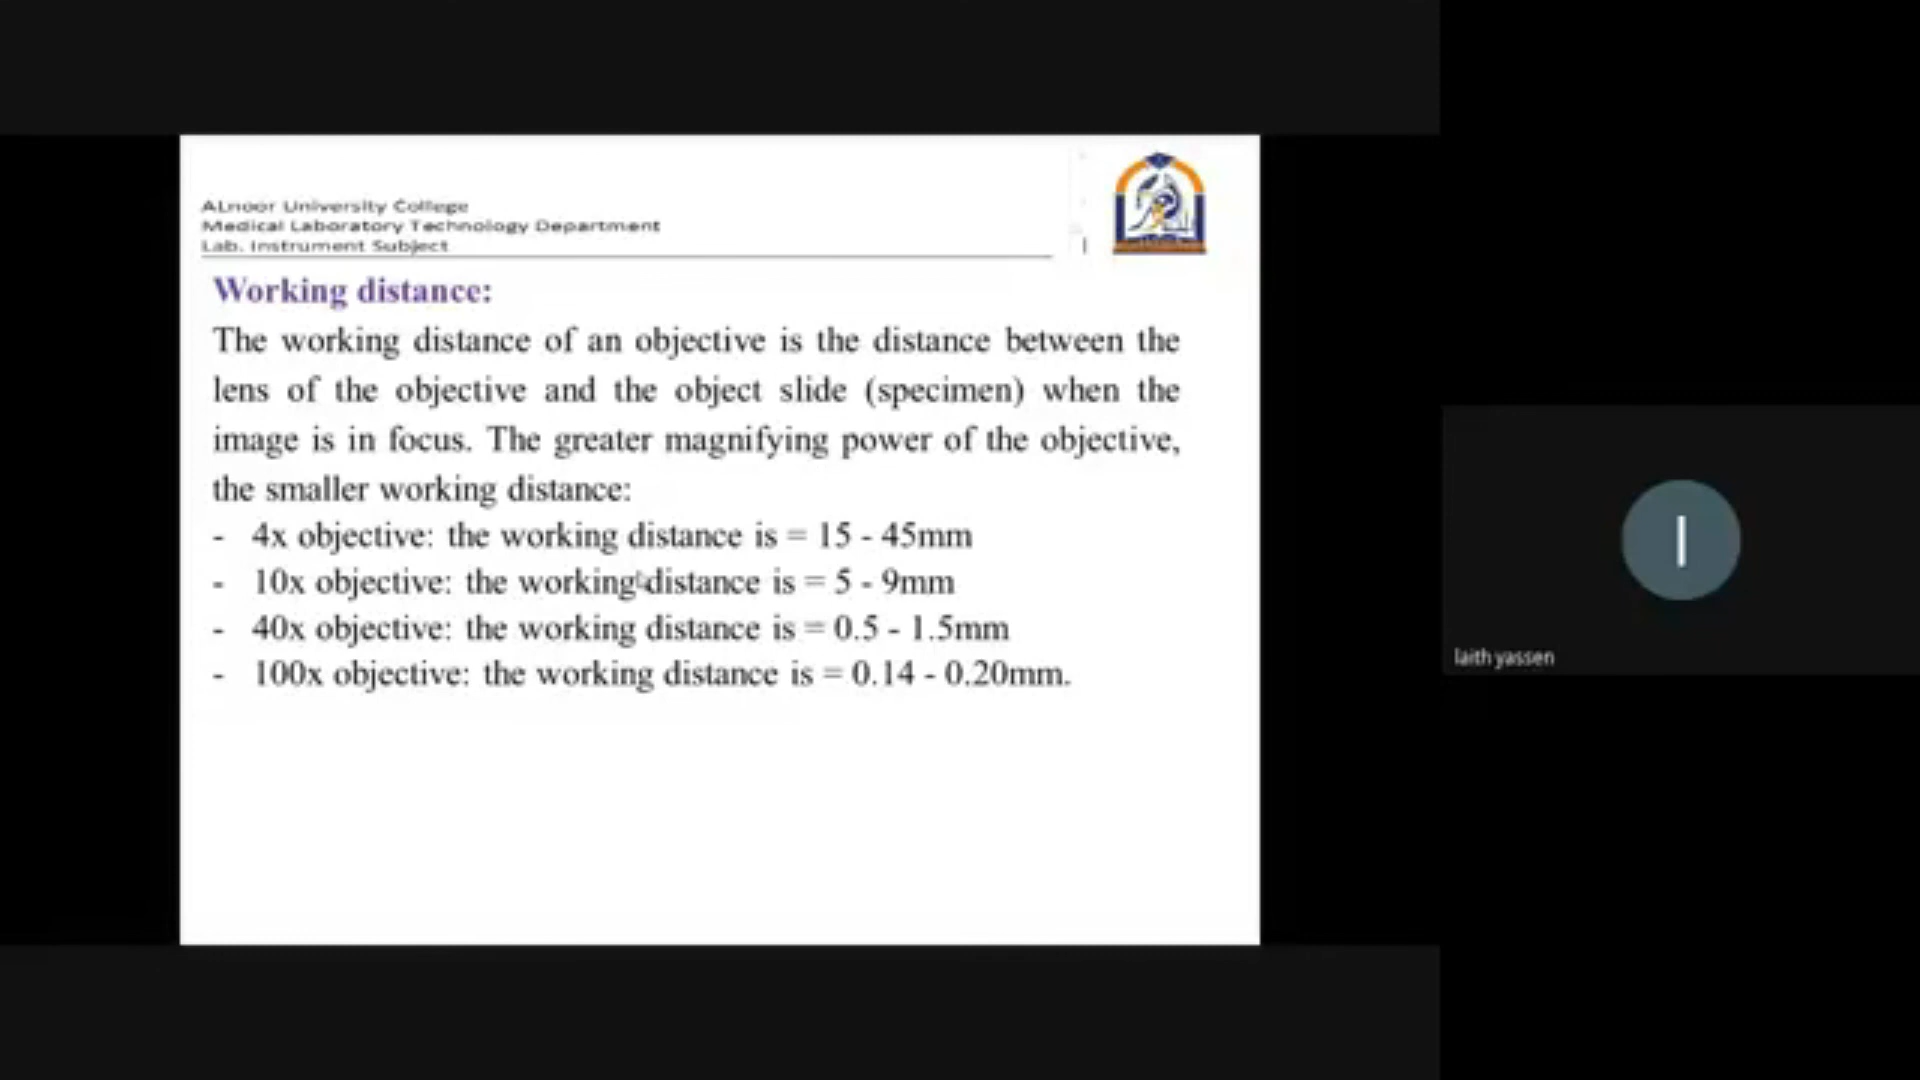 ALnoor University College
Medical Laboratory Technology Department
Lab. Instrument Subject
Working distance:
The working distance of an objective is the distance between the
lens of the objective and the object slide (specimen) when the
image is in focus. The greater magnifying power of the objective,
the smaller working distance:
- 4x objective: the working distance is = 15 - 45mm
- 10x objective: the working distance is = 5 - 9mm
- 40x objective: the working distance is = 0.5 - 1.5mm
- 100x objective: the working distance is = 0.14 - 0.20mm.
l
laith yassen